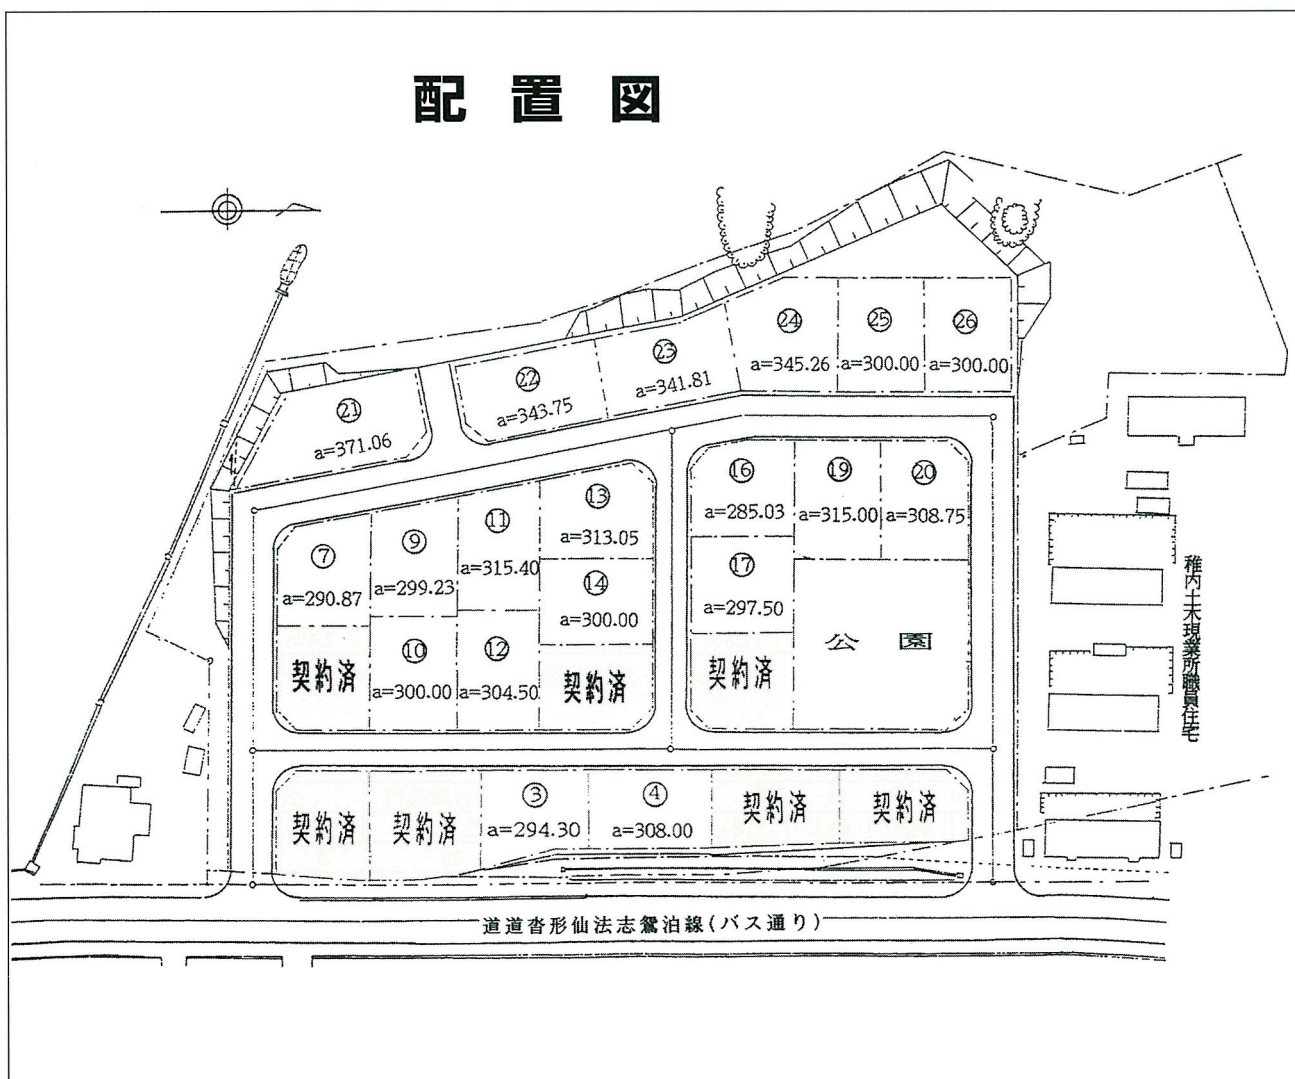 配置図
㉔
㉕
㉖
a=345.26
a=300.00
a=300.00
㉓
a=341.81
㉒
a=343.75
㉑
a=371.06
⑦
a=290.87
⑨
a=299.23
⑪
a=315.40
⑬
a=313.05
⑭
a=300.00
契約済
⑩
a=300.00
⑫
a=304.50
契約済
⑯
a=285.03
⑲
a=315.00
⑳
a=308.75
⑰
a=297.50
公園
契約済
契約済
契約済
③
a=294.30
④
a=308.00
契約済
契約済
道道沓形仙法志鴛泊線(バス通り)
稚内土木現業所職員住宅